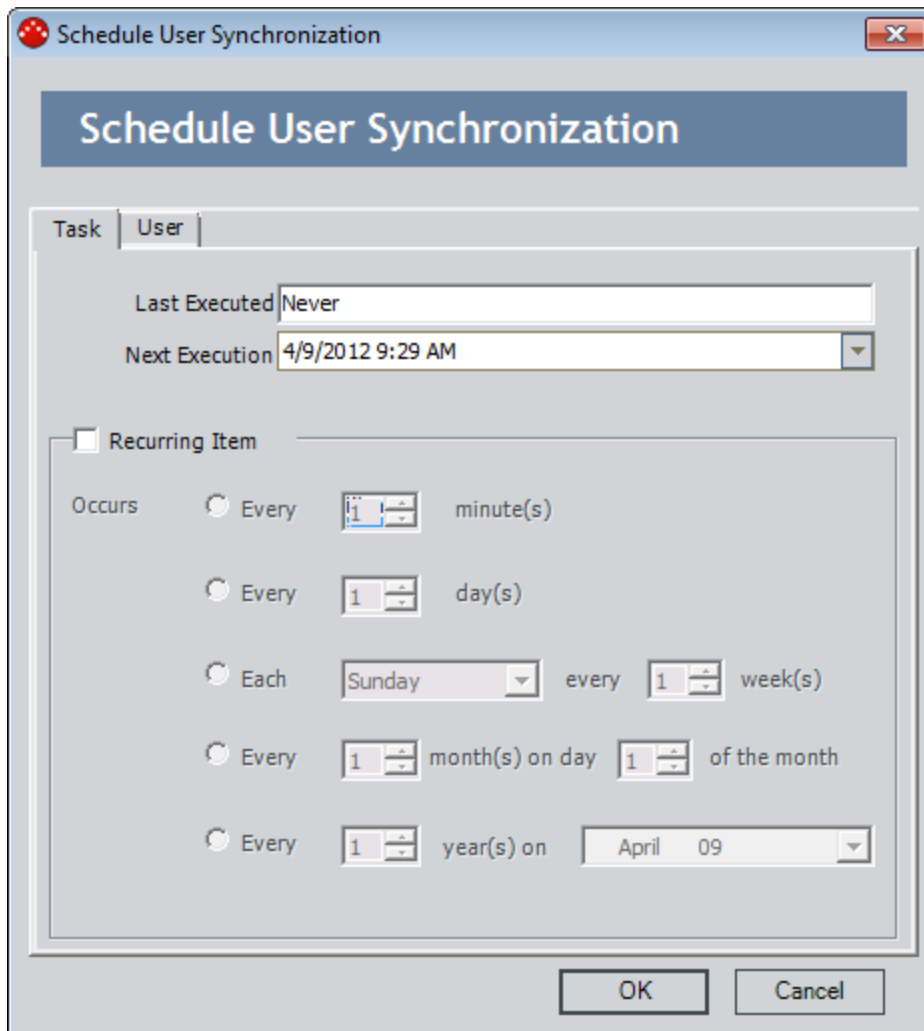 Schedule User Synchronization
Schedule User Synchronization
Task User
Last Executed Never
Next Execution 4/9/2012 9:29 AM
Recurring Item
Occurs Every 1 minute(s)
Every 1 day(s)
Each Sunday every 1 week(s)
Every 1 month(s) on day 1 of the month
Every 1 year(s) on April 09
OK Cancel